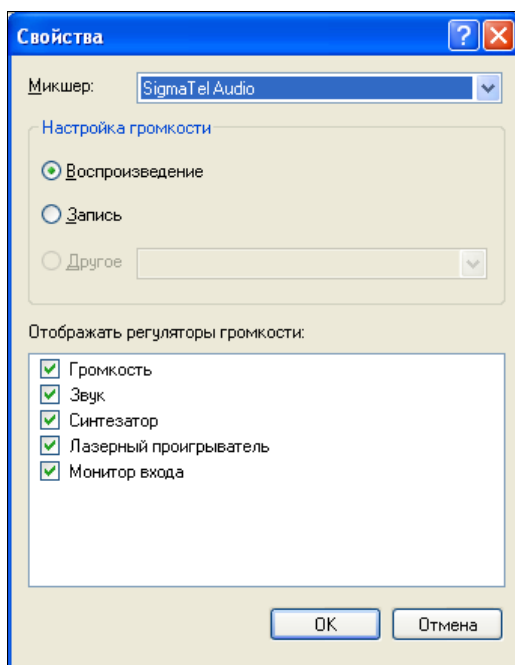 Свойства
Микшер: SigmaTel Audio
Настройка громкости
Воспроизведение
Запись
Другое
Отображать регуляторы громкости:
Громкость
Звук
Синтезатор
Лазерный проигрыватель
Монитор входа
OK Отмена